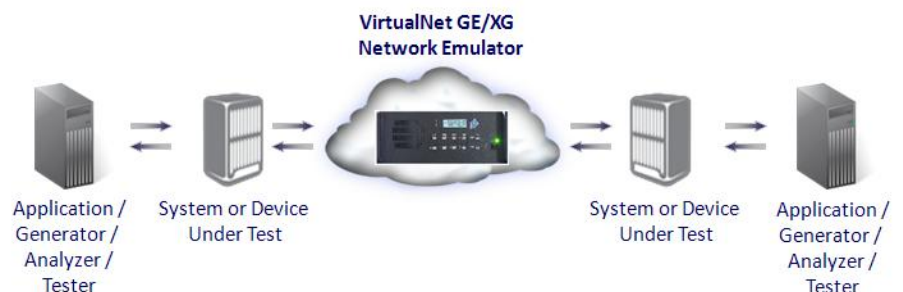 VirtualNet GE/XG
Network Emulator
Application /
Generator /
Analyzer /
Tester
System or Device
Under Test
System or Device
Under Test
Application /
Generator /
Analyzer /
Tester